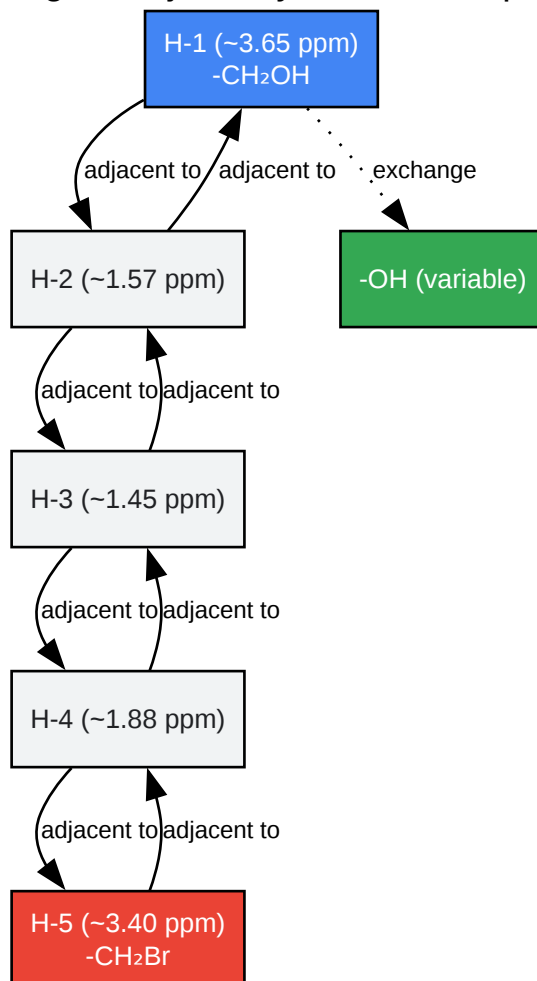 H-1 (~3.65 ppm)
-CH₂OH
adjacent to
adjacent to
exchange
H-2 (~1.57 ppm)
-OH (variable)
adjacent to
adjacent to
H-3 (~1.45 ppm)
adjacent to
adjacent to
H-4 (~1.88 ppm)
adjacent to
adjacent to
H-5 (~3.40 ppm)
-CH₂Br